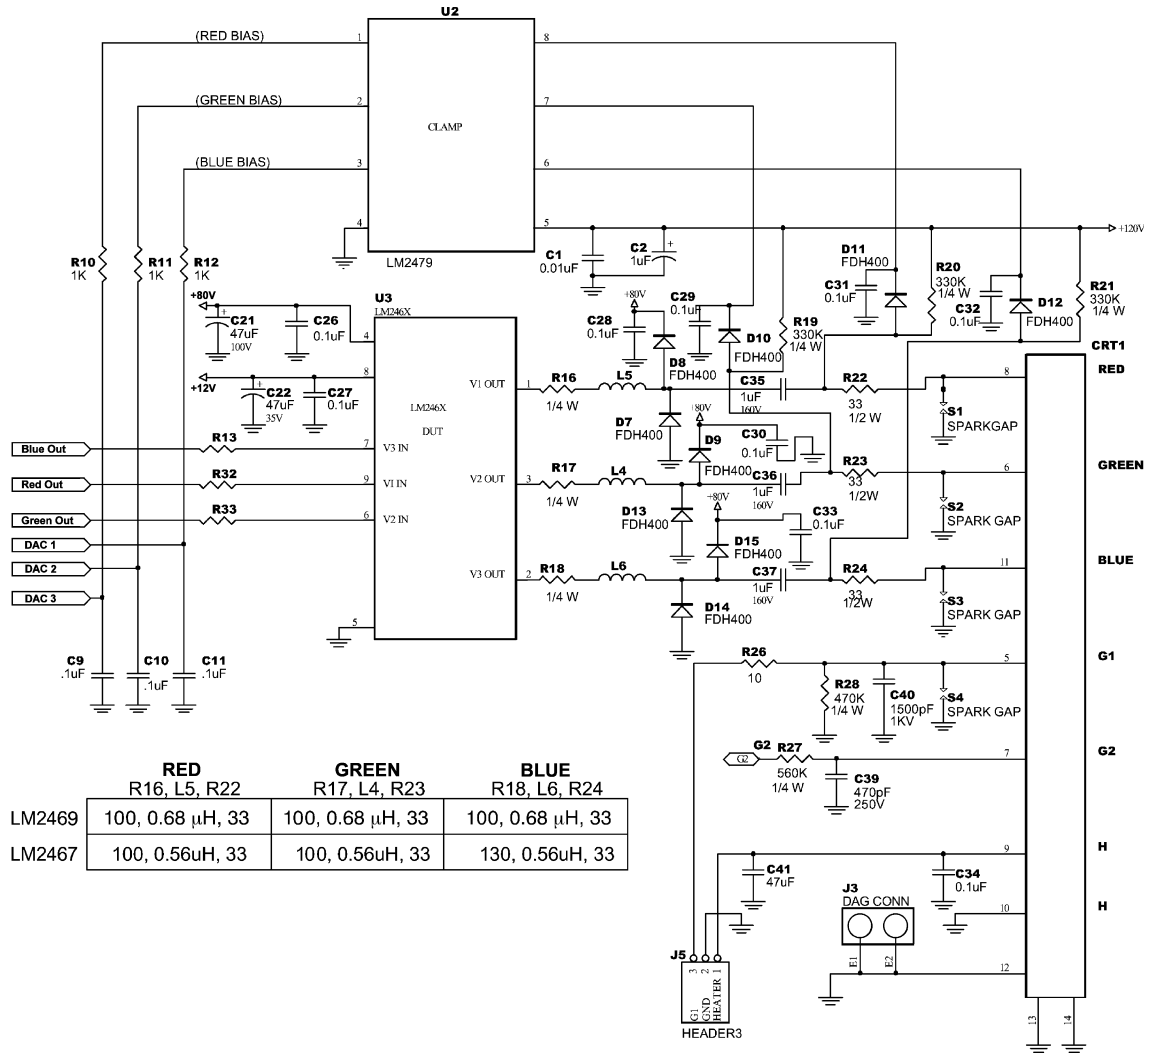 U2
(RED BIAS)
1
8
(GREEN BIAS)
2
7
CLAMP
(BLUE BIAS)
3
6
4
5
+120V
LM2479
R10
1K
R11
1K
R12
1K
C1
0.01uF
C2
1uF
+
D11
FDH400
C31
0.1uF
R20
330K
1/4 W
C32
0.1uF
D12
FDH400
R21
330K
1/4 W
+80V
C21
47uF
100V
+
C26
0.1uF
U3
LM246X
4
+80V
C28
0.1uF
C29
0.1uF
D8
FDH400
D10
FDH400
R19
330K
1/4 W
CRT1
+12V
C22
47uF
35V
+
C27
0.1uF
8
LM246X
DUT
V1 OUT
1
R16
1/4 W
L5
C35
1uF
160V
R22
33
1/2 W
8
RED
S1
SPARKGAP
D7
FDH400
+80V
D9
FDH400
C30
0.1uF
Blue Out
R13
7
V3 IN
Red Out
R32
9
V1 IN
V2 OUT
3
R17
1/4 W
L4
C36
1uF
160V
R23
33
1/2W
6
GREEN
S2
SPARK GAP
Green Out
R33
6
V2 IN
D13
FDH400
+80V
D15
FDH400
C33
0.1uF
DAC 1
DAC 2
DAC 3
V3 OUT
2
R18
1/4 W
L6
C37
1uF
160V
R24
33
1/2W
11
BLUE
S3
SPARK GAP
D14
FDH400
5
C9
.1uF
C10
.1uF
C11
.1uF
R26
10
5
G1
R28
470K
1/4 W
C40
1500pF
1KV
S4
SPARK GAP
G2
G2
R27
560K
1/4 W
7
G2
C39
470pF
250V
RED
GREEN
BLUE
R16, L5, R22
R17, L4, R23
R18, L6, R24
LM2469
100, 0.68 μH, 33
100, 0.68 μH, 33
100, 0.68 μH, 33
LM2467
100, 0.56uH, 33
100, 0.56uH, 33
130, 0.56uH, 33
9
H
C41
47uF
C34
0.1uF
J3
DAG CONN
10
H
E1
E2
12
J5
3
2
1
G1
GND
HEATER
HEADER3
13
14